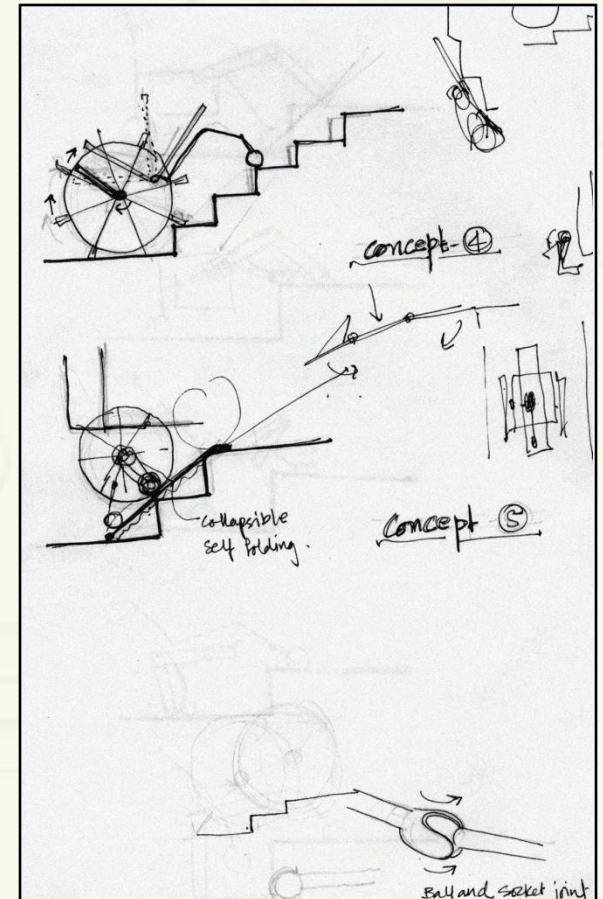 concept-④
collapsible
self folding.
concept ⑤
Ball and socket joint